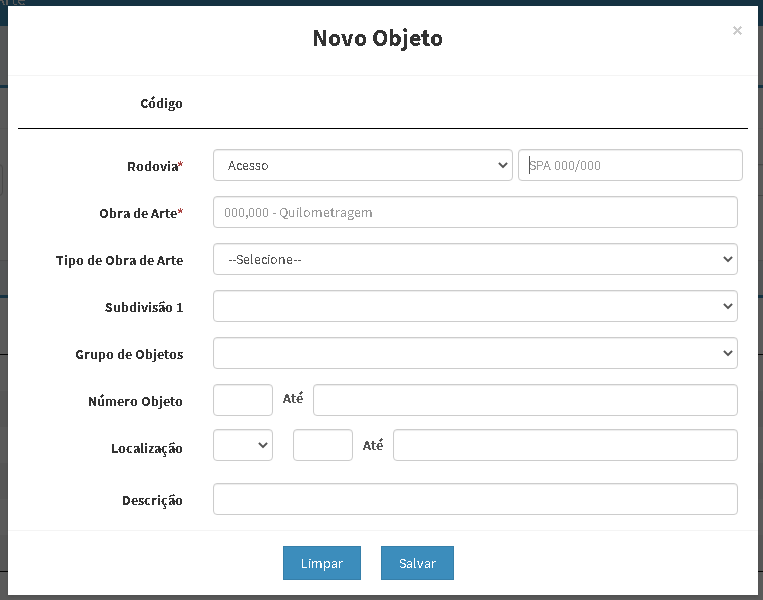 Arte
Novo Objeto
×
Código
Rodovia* Acesso SPA 000/000
Obra de Arte* 000,000 - Quilometragem
Tipo de Obra de Arte --Selecione--
Subdivisão 1
Grupo de Objetos
Número Objeto Até
Localização Até
Descrição
Limpar Salvar